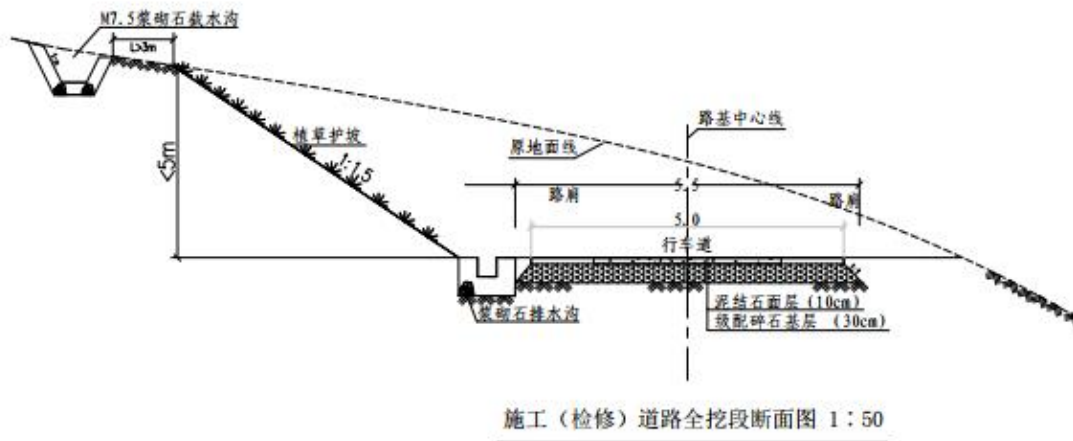 M7.5浆砌石截水沟
L>3m
路基中心线
植草护坡
原地面线
<5m
1:1.5
5.5
路肩
路肩
5.0
行车道
泥结石面层(10cm)
级配碎石基层 (30cm)
浆砌石排水沟
施工（检修）道路全挖段断面图 1：50